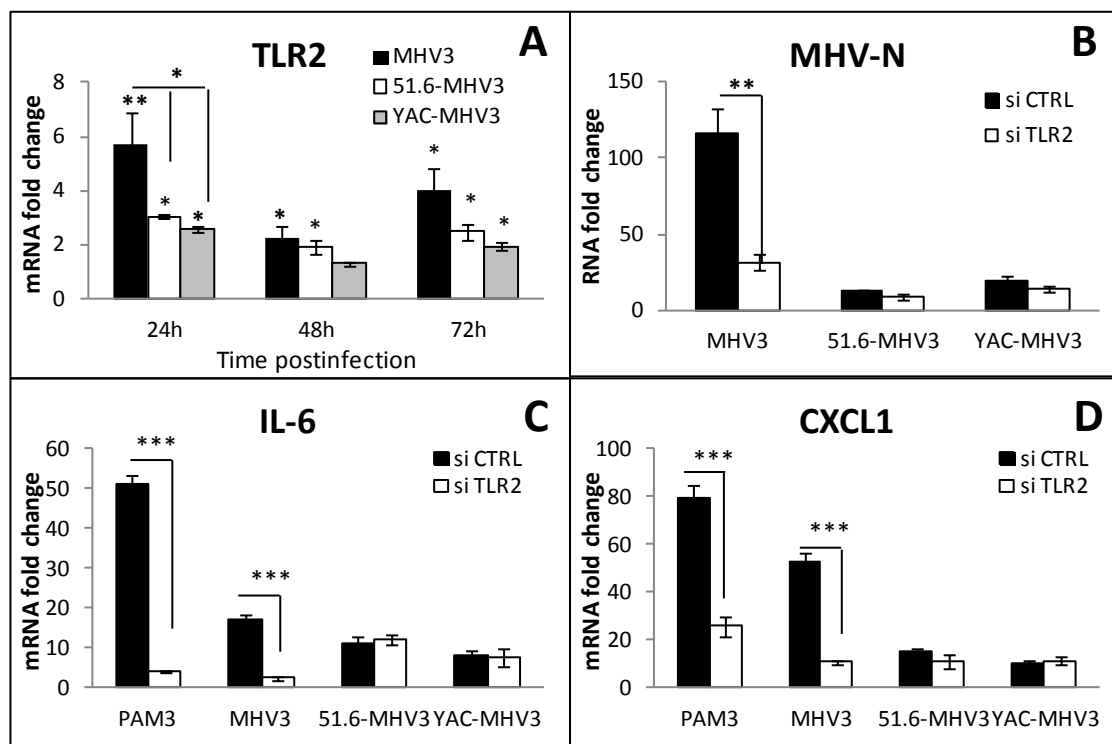 TLR2
A
MHV3
51.6-MHV3
YAC-MHV3
mRNA fold change
8
6
4
2
0
*
**
*
*
*
*
*
*
*
24h 48h 72h
Time postinfection
MHV-N
B
si CTRL
si TLR2
RNA fold change
150
100
50
0
**
MHV3 51.6-MHV3 YAC-MHV3
IL-6
C
si CTRL
si TLR2
mRNA fold change
60
50
40
30
20
10
0
***
***
PAM3 MHV3 51.6-MHV3 YAC-MHV3
CXCL1
D
si CTRL
si TLR2
mRNA fold change
100
80
60
40
20
0
***
***
PAM3 MHV3 51.6-MHV3 YAC-MHV3